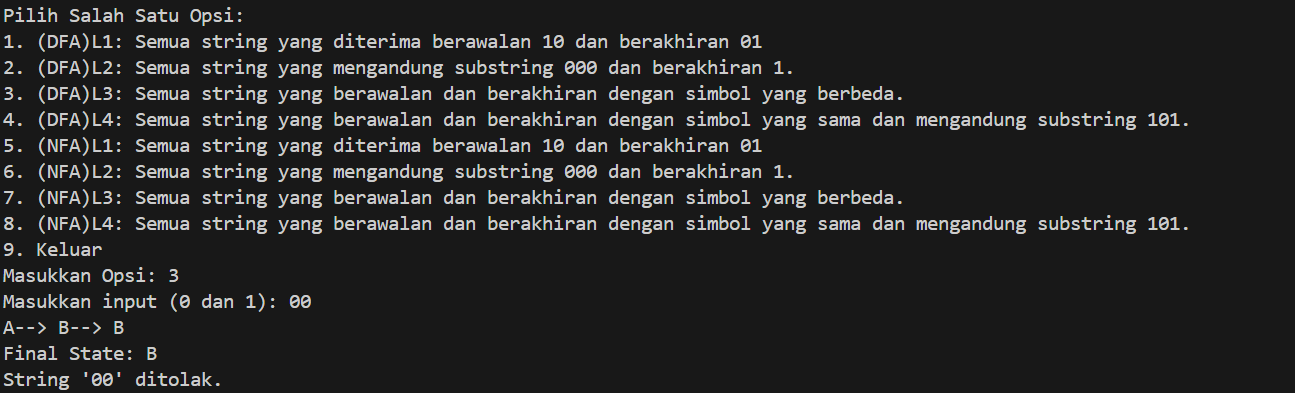 Pilih Salah Satu Opsi:
1. (DFA)L1: Semua string yang diterima berawalan 10 dan berakhiran 01
2. (DFA)L2: Semua string yang mengandung substring 000 dan berakhiran 1.
3. (DFA)L3: Semua string yang berawalan dan berakhiran dengan simbol yang berbeda.
4. (DFA)L4: Semua string yang berawalan dan berakhiran dengan simbol yang sama dan mengandung substring 101.
5. (NFA)L1: Semua string yang diterima berawalan 10 dan berakhiran 01
6. (NFA)L2: Semua string yang mengandung substring 000 dan berakhiran 1.
7. (NFA)L3: Semua string yang berawalan dan berakhiran dengan simbol yang berbeda.
8. (NFA)L4: Semua string yang berawalan dan berakhiran dengan simbol yang sama dan mengandung substring 101.
9. Keluar
Masukkan Opsi: 3
Masukkan input (0 dan 1): 00
A--> B--> B
Final State: B
String '00' ditolak.